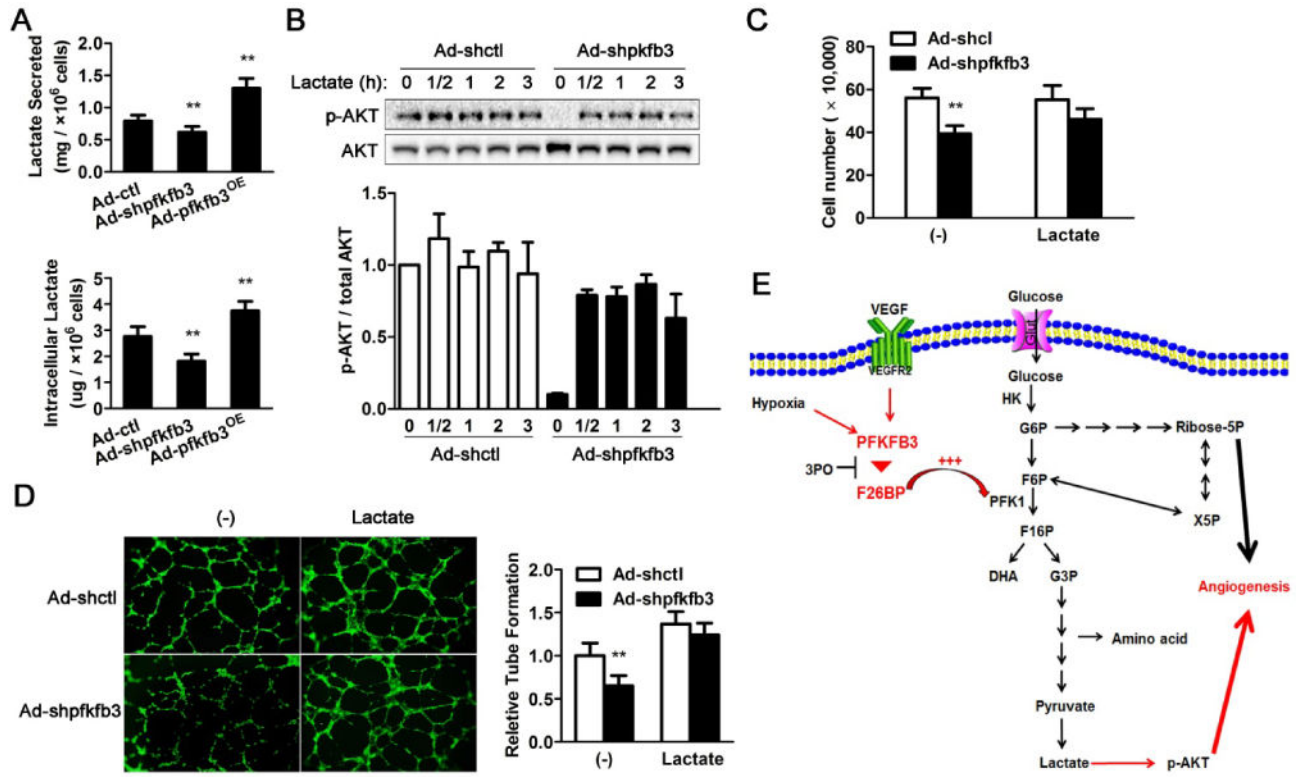 A
Lactate Secreted
(mg / ×10⁶ cells)
2.0
1.5
1.0
0.5
0.0
Ad-ctl
Ad-shpkfb3
Ad-pfkfb3OE
**
**
Intracellular Lactate
(ug / ×10⁶ cells)
5
4
3
2
1
0
Ad-ctl
Ad-shpkfb3
Ad-pfkfb3OE
**
**
B
Ad-shctl
Ad-shpkfb3
Lactate (h): 0 1/2 1 2 3 0 1/2 1 2 3
p-AKT
AKT
p-AKT / total AKT
1.5
1.0
0.5
0.0
0 1/2 1 2 3 0 1/2 1 2 3
Ad-shctl
Ad-shpkfb3
C
Ad-shcl
Ad-shpfkfb3
Cell number ( × 10,000)
80
60
40
20
0
**
(-)
Lactate
D
(-)
Lactate
Ad-shctl
Ad-shpkfb3
Reletive Tube Formation
2.0
1.5
1.0
0.5
0.0
Ad-shctl
Ad-shpfkfb3
**
(-)
Lactate
E
VEGF
VEGFR2
Glucose
Glut
Glucose
HK
Hypoxia
PFKFB3
3PO
F26BP
+++
G6P
Ribose-5P
F6P
PFK1
X5P
F16P
DHA
G3P
Angiogenesis
Amino acid
Pyruvate
Lactate
p-AKT